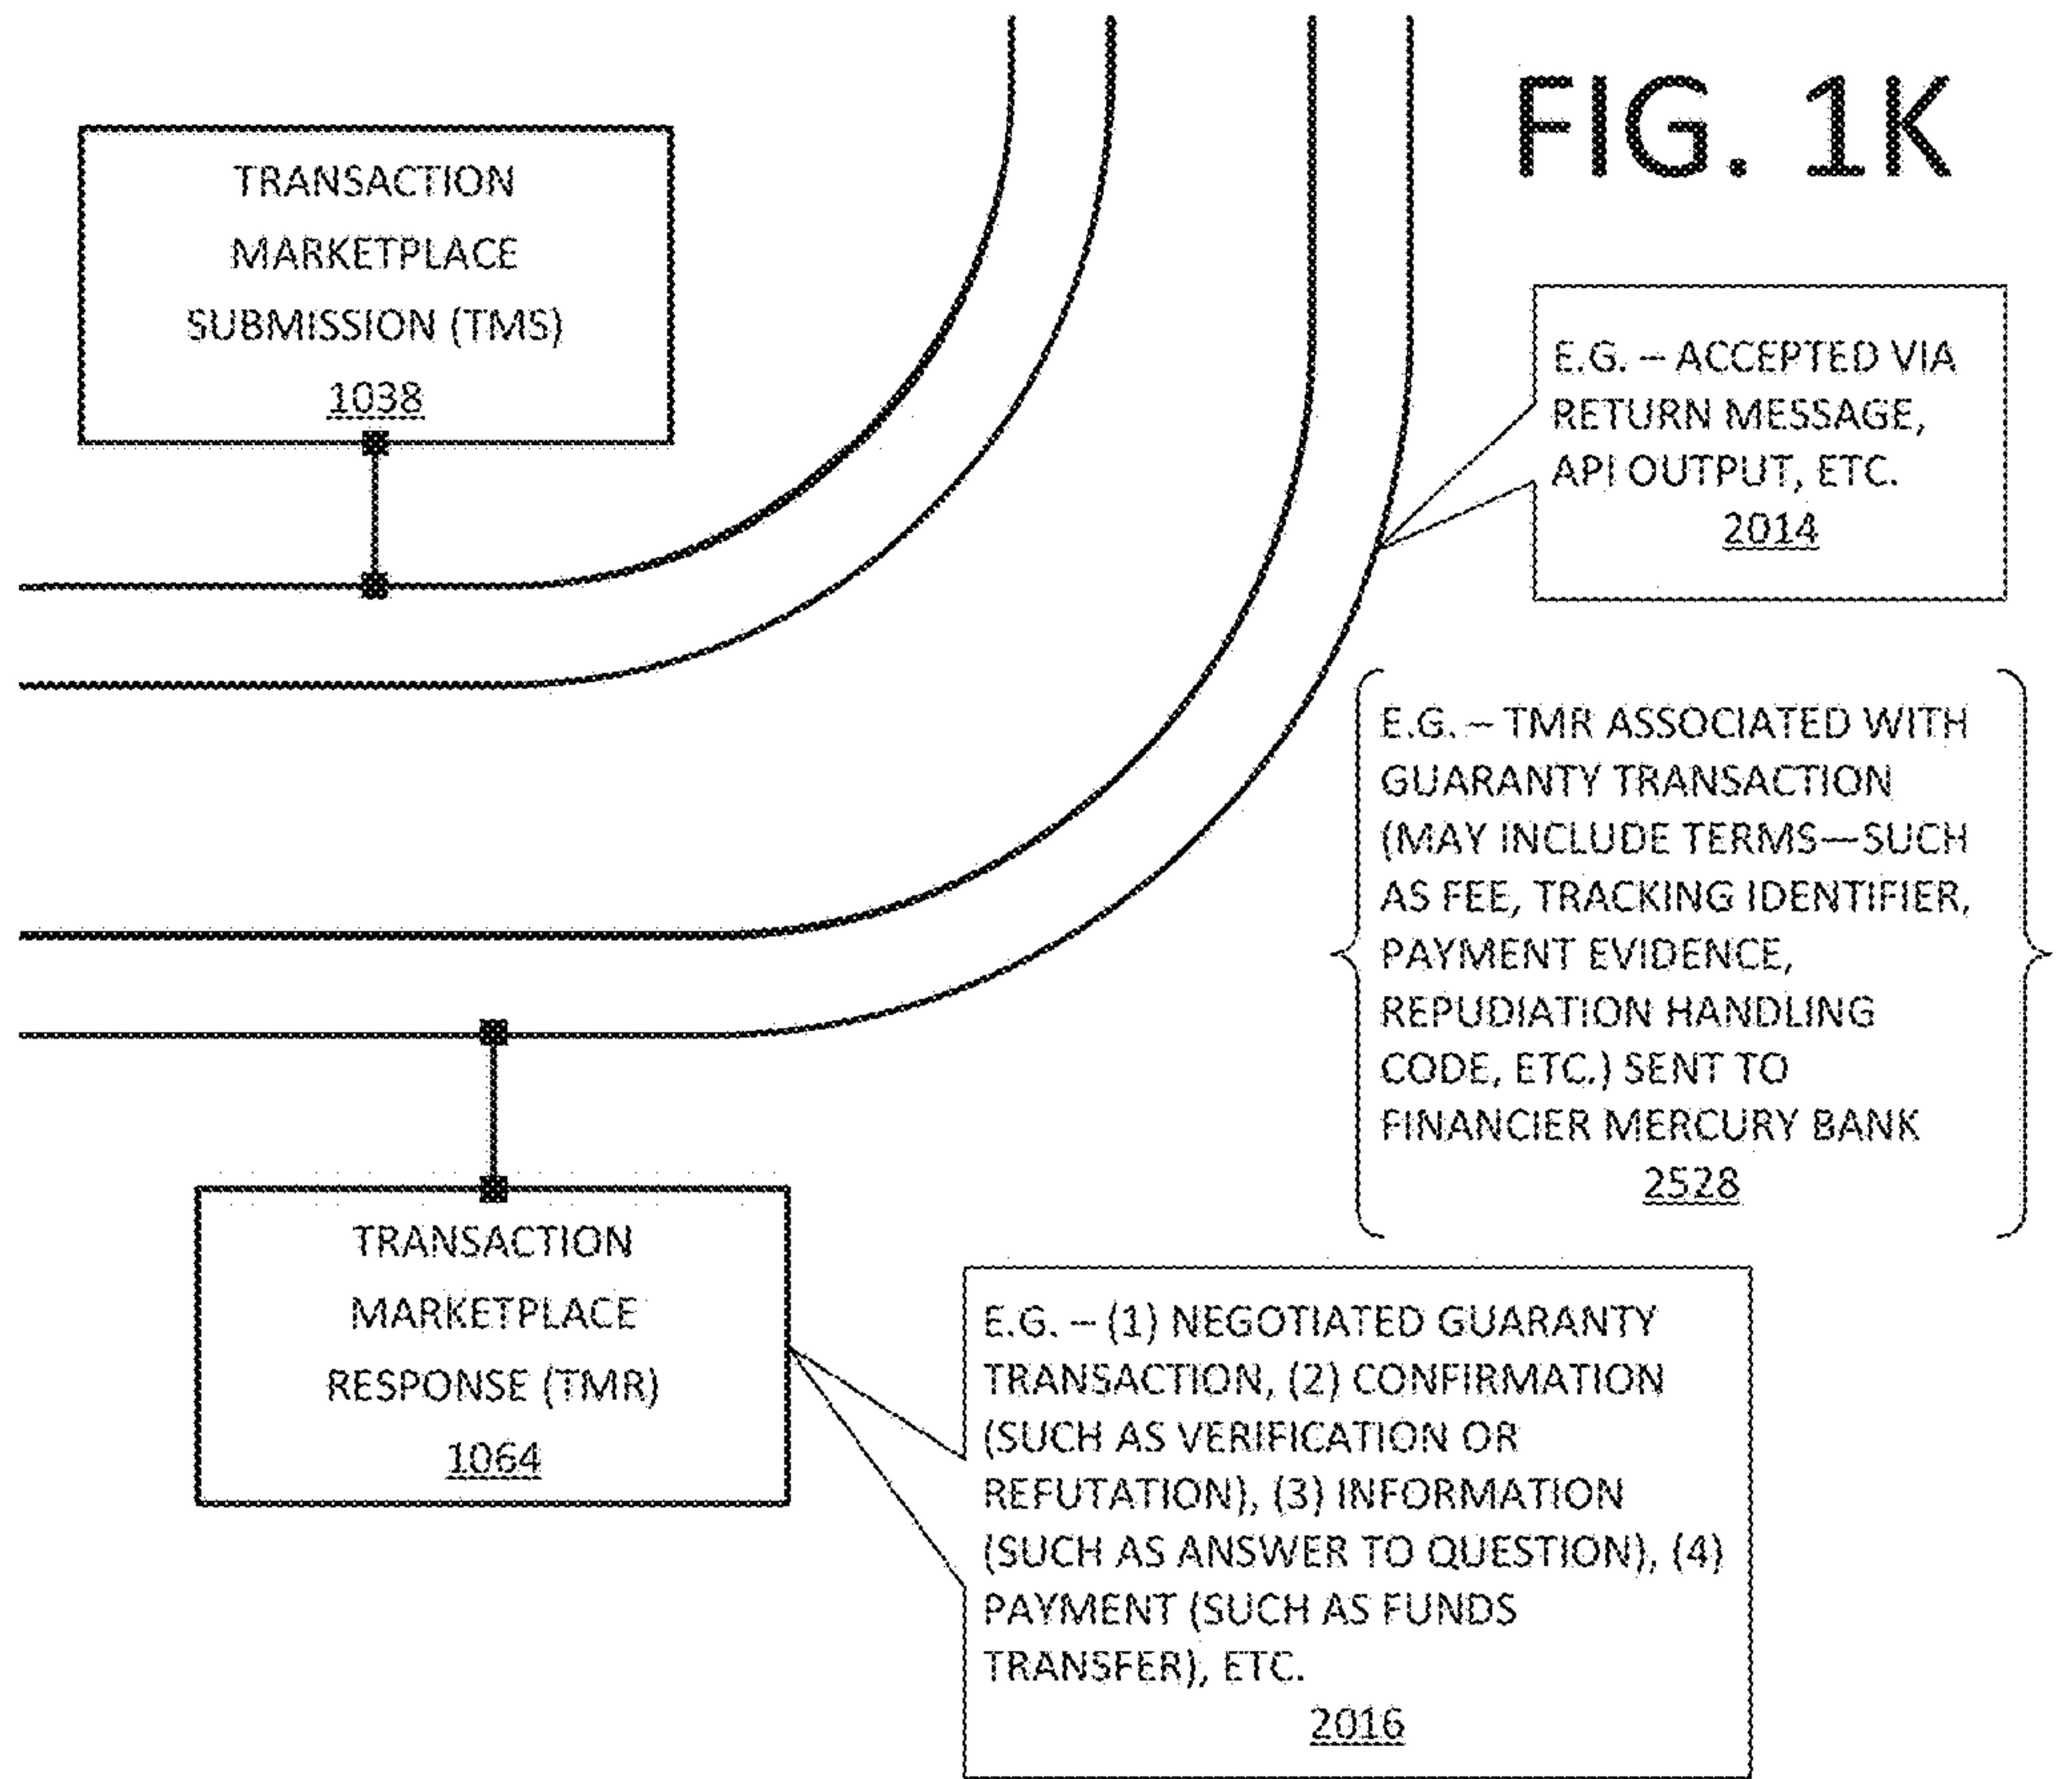 FIG. 1K
TRANSACTION
MARKETPLACE
SUBMISSION (TMS)
1038
E.G. – ACCEPTED VIA
RETURN MESSAGE,
API OUTPUT, ETC.
2014
E.G. – TMR ASSOCIATED WITH
GUARANTY TRANSACTION
(MAY INCLUDE TERMS—SUCH
AS FEE, TRACKING IDENTIFIER,
PAYMENT EVIDENCE,
REPUDIATION HANDLING
CODE, ETC.) SENT TO
FINANCIER MERCURY BANK
2528
TRANSACTION
MARKETPLACE
RESPONSE (TMR)
1064
E.G. – (1) NEGOTIATED GUARANTY
TRANSACTION, (2) CONFIRMATION
(SUCH AS VERIFICATION OR
REFUTATION), (3) INFORMATION
(SUCH AS ANSWER TO QUESTION), (4)
PAYMENT (SUCH AS FUNDS
TRANSFER), ETC.
2016